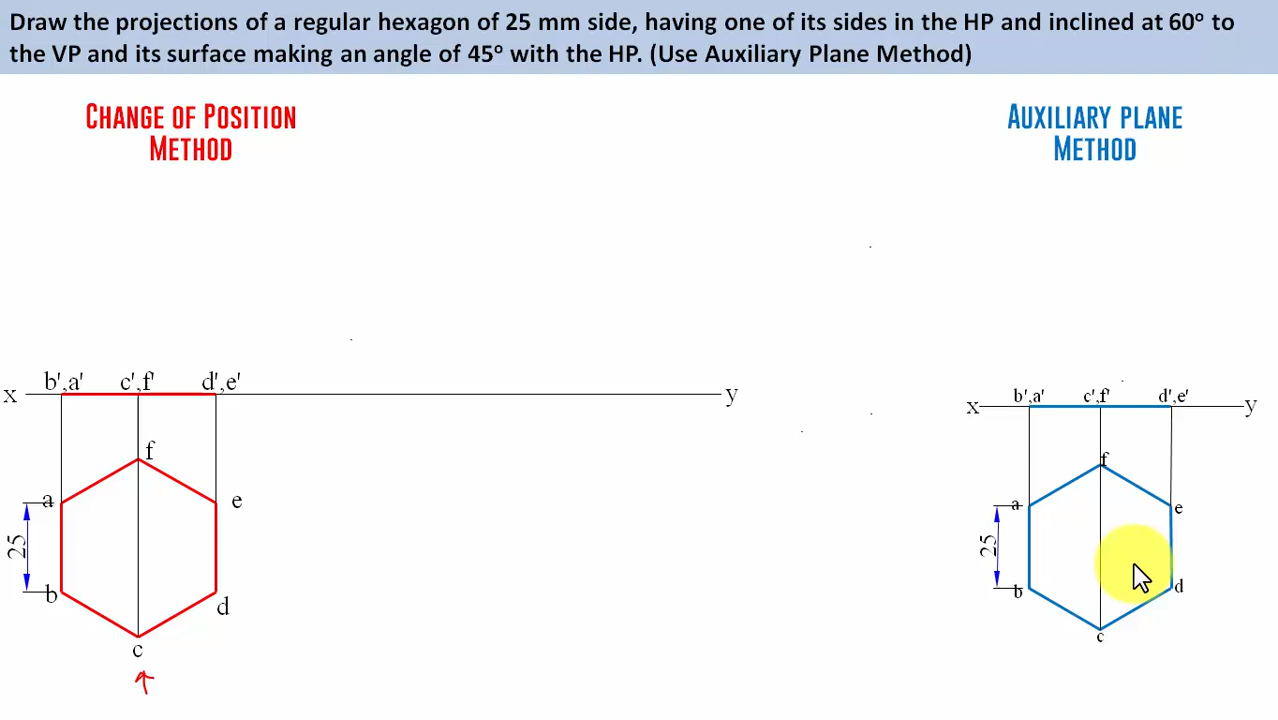 Draw the projections of a regular hexagon of 25 mm side, having one of its sides in the HP and inclined at 60° to
the VP and its surface making an angle of 45° with the HP. (Use Auxiliary Plane Method)
CHANGE OF POSITION
METHOD
AUXILIARY PLANE
METHOD
x
b',a'
c',f'
d',e'
y
f
a
e
25
b
d
c
x
b',a'
c',f'
d',e'
y
f
a
e
25
b
d
c